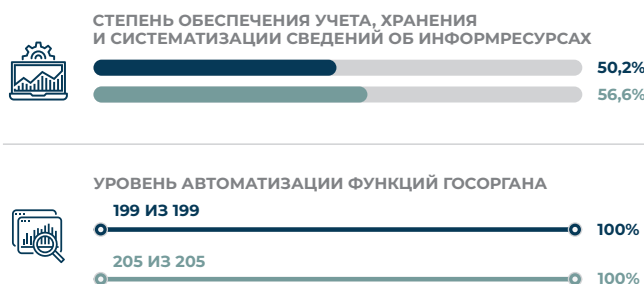 СТЕПЕНЬ ОБЕСПЕЧЕНИЯ УЧЕТА, ХРАНЕНИЯ
И СИСТЕМАТИЗАЦИИ СВЕДЕНИЙ ОБ ИНФОРМРЕСУРСАХ
50,2%
56,6%
УРОВЕНЬ АВТОМАТИЗАЦИИ ФУНКЦИЙ ГОСОРГАНА
199 ИЗ 199
100%
205 ИЗ 205
100%